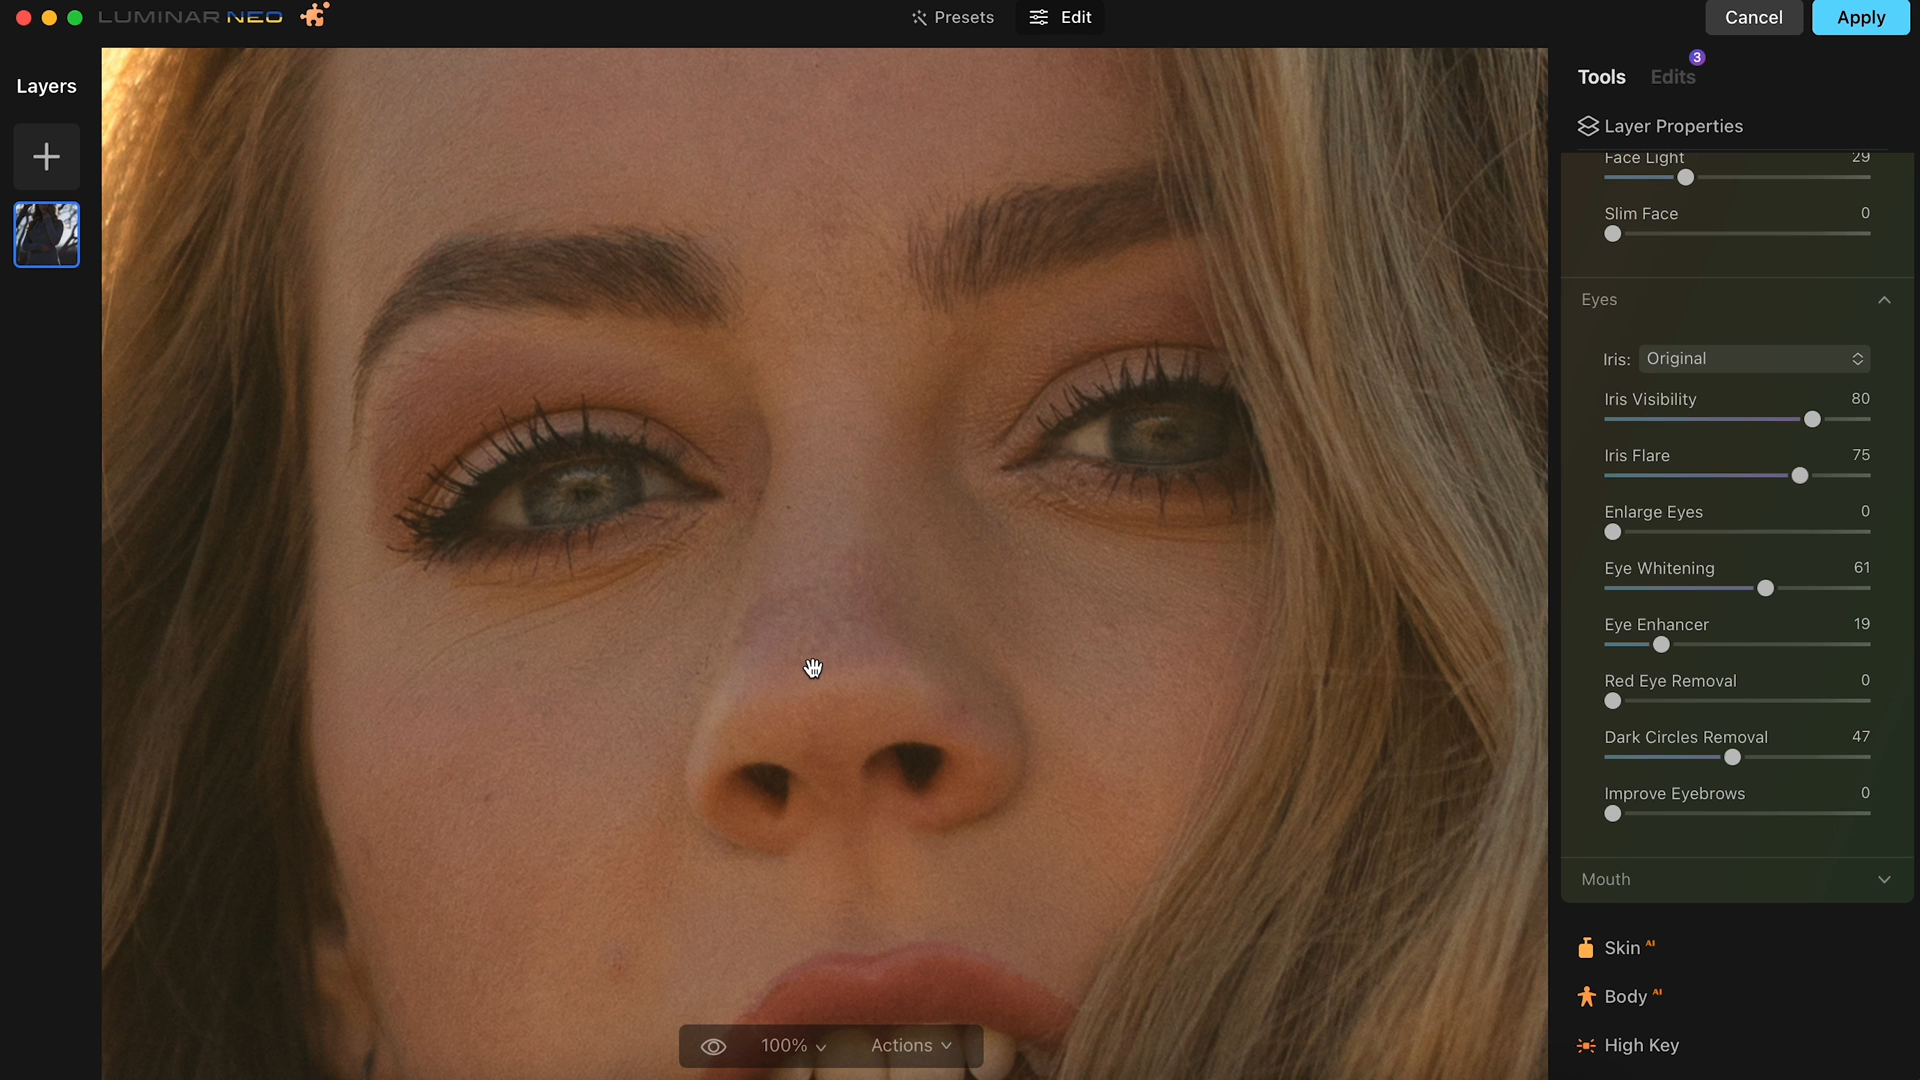 LUMINAR NEO
Presets
Edit
Cancel
Apply
Layers
Tools
Edits
3
Layer Properties
Face Light 29
Slim Face 0
Eyes
Iris: Original
Iris Visibility 80
Iris Flare 75
Enlarge Eyes 0
Eye Whitening 61
Eye Enhancer 19
Red Eye Removal 0
Dark Circles Removal 47
Improve Eyebrows 0
Mouth
Skin AI
Body AI
High Key
100%
Actions